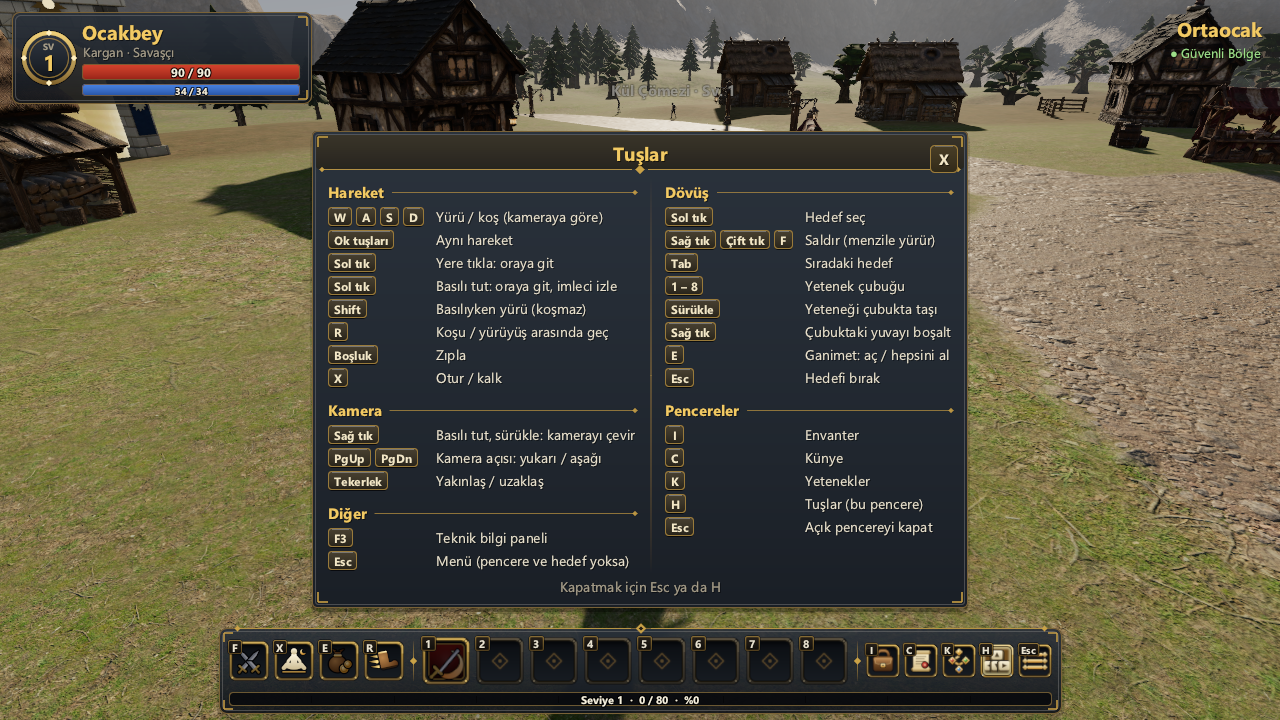 SV
1
Ocakbey
Kargan · Savaşçı
90 / 90
34 / 34
Ortaocak
● Güvenli Bölge
Kül Çömezi · Sv. 1
Tuşlar
X
Hareket
W A S D Yürü / koş (kameraya göre)
Ok tuşları Aynı hareket
Sol tık Yere tıkla: oraya git
Sol tık Basılı tut: oraya git, imleci izle
Shift Basılıyken yürü (koşmaz)
R Koşu / yürüyüş arasında geç
Boşluk Zıpla
X Otur / kalk
Kamera
Sağ tık Basılı tut, sürükle: kamerayı çevir
PgUp PgDn Kamera açısı: yukarı / aşağı
Tekerlek Yakınlaş / uzaklaş
Diğer
F3 Teknik bilgi paneli
Esc Menü (pencere ve hedef yoksa)
Dövüş
Sol tık Hedef seç
Sağ tık Çift tık F Saldır (menzile yürür)
Tab Sıradaki hedef
1 – 8 Yetenek çubuğu
Sürükle Yeteneği çubukta taşı
Sağ tık Çubuktaki yuvayı boşalt
E Ganimet: aç / hepsini al
Esc Hedefi bırak
Pencereler
I Envanter
C Künye
K Yetenekler
H Tuşlar (bu pencere)
Esc Açık pencereyi kapat
Kapatmak için Esc ya da H
F X E R 1 2 3 4 5 6 7 8 I C K H Esc
Seviye 1 · 0 / 80 · %0